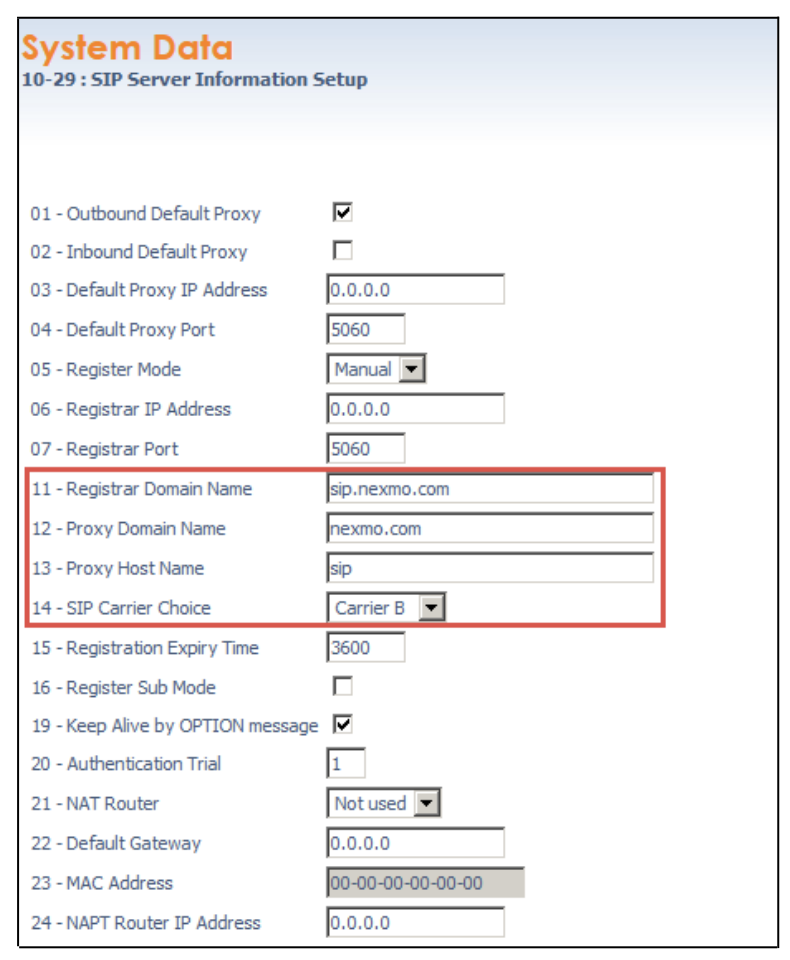 System Data
10-29 : SIP Server Information Setup
01 - Outbound Default Proxy
02 - Inbound Default Proxy
03 - Default Proxy IP Address 0.0.0.0
04 - Default Proxy Port 5060
05 - Register Mode Manual
06 - Registrar IP Address 0.0.0.0
07 - Registrar Port 5060
11 - Registrar Domain Name sip.nexmo.com
12 - Proxy Domain Name nexmo.com
13 - Proxy Host Name sip
14 - SIP Carrier Choice Carrier B
15 - Registration Expiry Time 3600
16 - Register Sub Mode
19 - Keep Alive by OPTION message
20 - Authentication Trial 1
21 - NAT Router Not used
22 - Default Gateway 0.0.0.0
23 - MAC Address 00-00-00-00-00-00
24 - NAPT Router IP Address 0.0.0.0